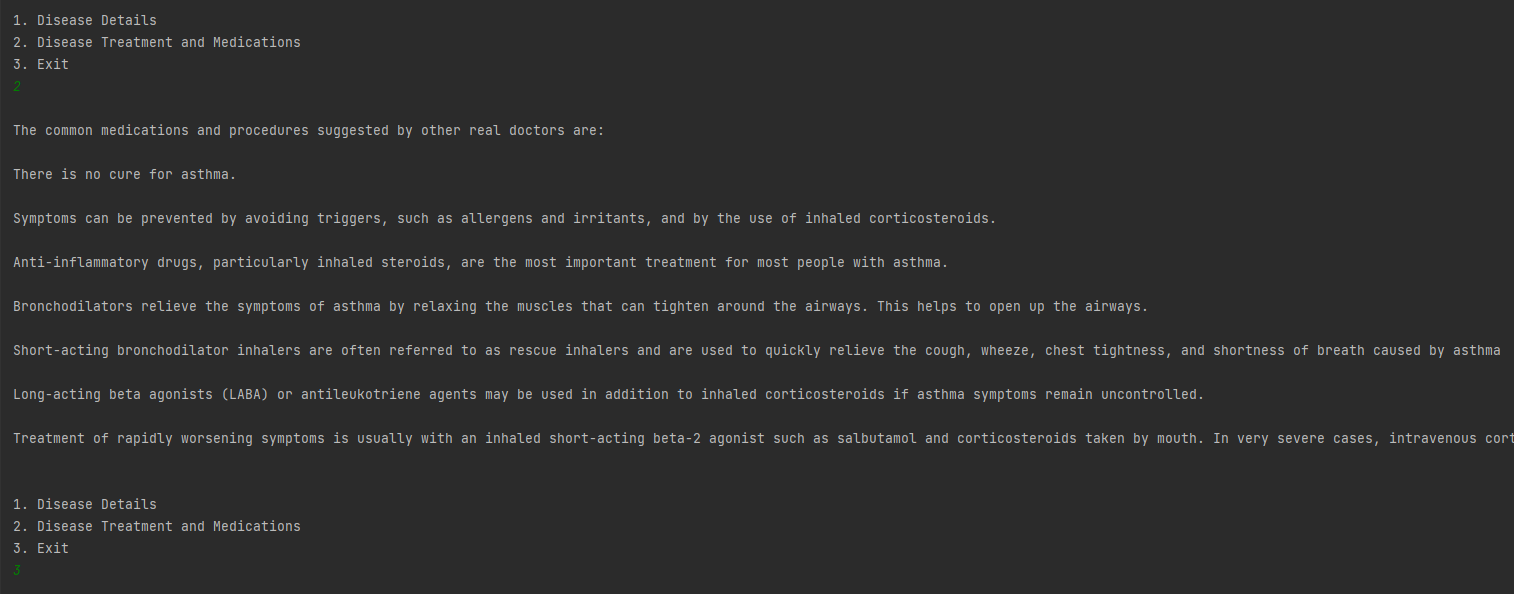 1. Disease Details
2. Disease Treatment and Medications
3. Exit
2
The common medications and procedures suggested by other real doctors are:
There is no cure for asthma.
Symptoms can be prevented by avoiding triggers, such as allergens and irritants, and by the use of inhaled corticosteroids.
Anti-inflammatory drugs, particularly inhaled steroids, are the most important treatment for most people with asthma.
Bronchodilators relieve the symptoms of asthma by relaxing the muscles that can tighten around the airways. This helps to open up the airways.
Short-acting bronchodilator inhalers are often referred to as rescue inhalers and are used to quickly relieve the cough, wheeze, chest tightness, and shortness of breath caused by asthma
Long-acting beta agonists (LABA) or antileukotriene agents may be used in addition to inhaled corticosteroids if asthma symptoms remain uncontrolled.
Treatment of rapidly worsening symptoms is usually with an inhaled short-acting beta-2 agonist such as salbutamol and corticosteroids taken by mouth. In very severe cases, intravenous
1. Disease Details
2. Disease Treatment and Medications
3. Exit
3